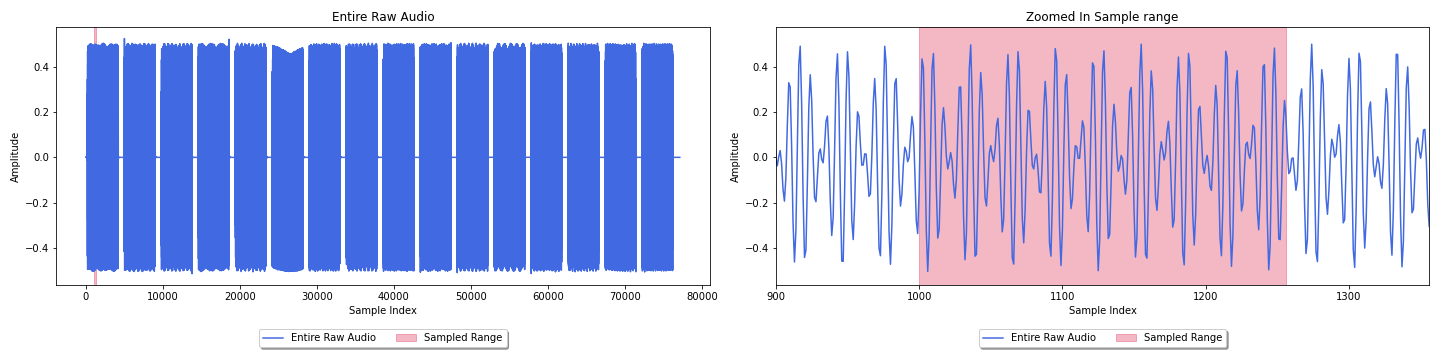 Entire Raw Audio
Amplitude
0.4
0.2
0.0
−0.2
−0.4
0 10000 20000 30000 40000 50000 60000 70000 80000
Sample Index
Entire Raw Audio Sampled Range
Zoomed In Sample range
Amplitude
0.4
0.2
0.0
−0.2
−0.4
900 1000 1100 1200 1300
Sample Index
Entire Raw Audio Sampled Range